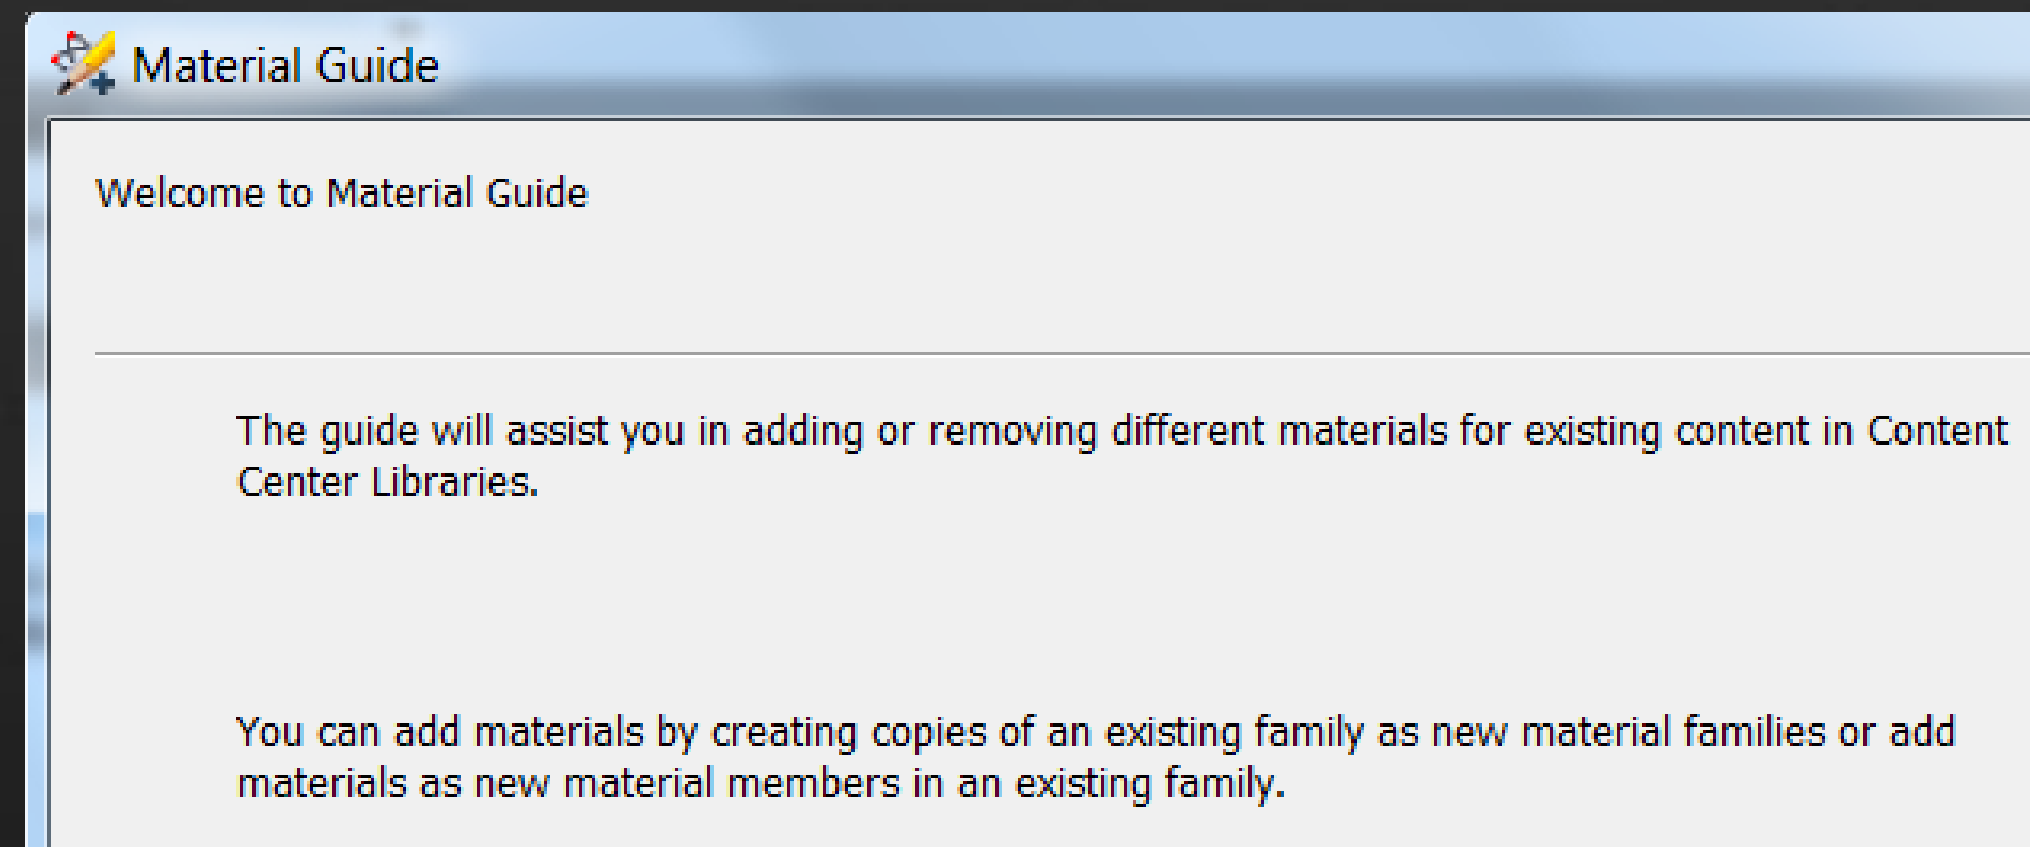 Material Guide
Welcome to Material Guide
The guide will assist you in adding or removing different materials for existing content in Content
Center Libraries.
You can add materials by creating copies of an existing family as new material families or add
materials as new material members in an existing family.